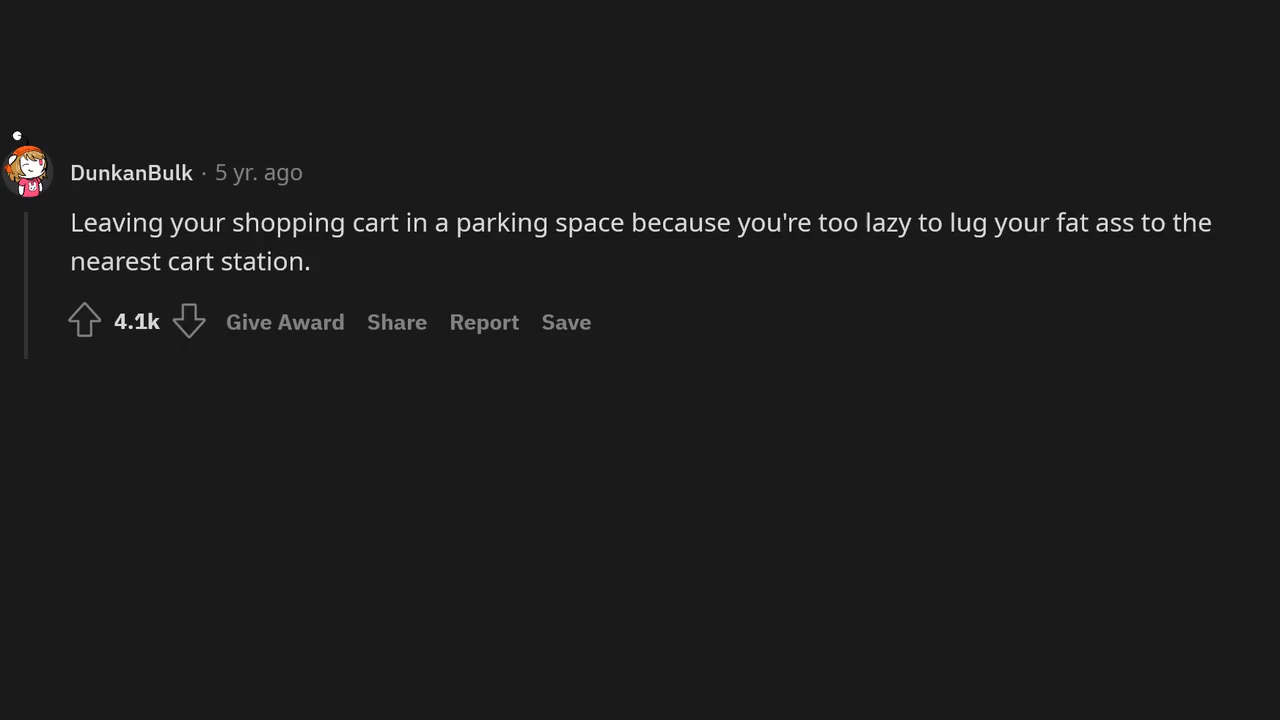 DunkanBulk · 5 yr. ago
Leaving your shopping cart in a parking space because you're too lazy to lug your fat ass to the
nearest cart station.
4.1k Give Award Share Report Save